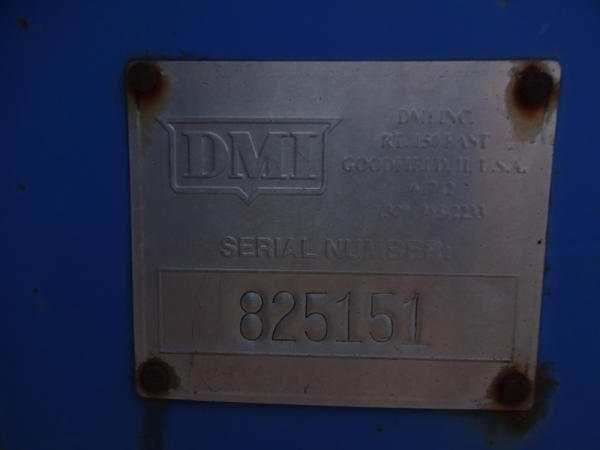 DMI
DMI INC.
RT. 150 EAST
GOODFIELD, IL U.S.A.
SERIAL NUMBER:
825151